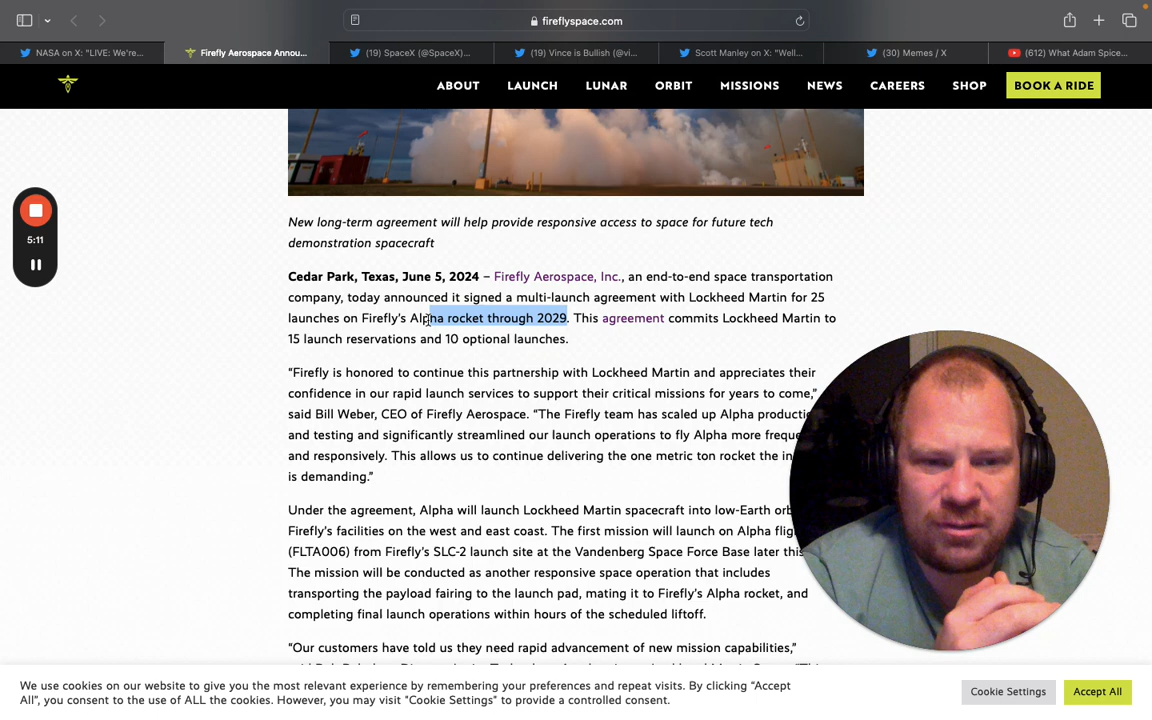 fireflyspace.com
NASA on X: "LIVE: We're...
Firefly Aerospace Annou...
(19) SpaceX (@SpaceX)...
(19) Vince is Bullish (@vi...
Scott Manley on X: "Well...
(30) Memes / X
(612) What Adam Spice...
ABOUT LAUNCH LUNAR ORBIT MISSIONS NEWS CAREERS SHOP BOOK A RIDE
5:11
New long-term agreement will help provide responsive access to space for future tech
demonstration spacecraft
Cedar Park, Texas, June 5, 2024 – Firefly Aerospace, Inc., an end-to-end space transportation
company, today announced it signed a multi-launch agreement with Lockheed Martin for 25
launches on Firefly's Alpha rocket through 2029. This agreement commits Lockheed Martin to
15 launch reservations and 10 optional launches.
“Firefly is honored to continue this partnership with Lockheed Martin and appreciates their
confidence in our rapid launch services to support their critical missions for years to come,”
said Bill Weber, CEO of Firefly Aerospace. “The Firefly team has scaled up Alpha
and testing and significantly streamlined our launch operations to fly Alpha more
and responsively. This allows us to continue delivering the one metric ton rocket the
is demanding.”
Under the agreement, Alpha will launch Lockheed Martin spacecraft into low-Earth
Firefly's facilities on the west and east coast. The first mission will launch on Alpha
(FLTA006) from Firefly's SLC-2 launch site at the Vandenberg Space Force Base later this
The mission will be conducted as another responsive space operation that includes
transporting the payload fairing to the launch pad, mating it to Firefly's Alpha rocket, and
completing final launch operations within hours of the scheduled liftoff.
“Our customers have told us they need rapid advancement of new mission capabilities,”
We use cookies on our website to give you the most relevant experience by remembering your preferences and repeat visits. By clicking “Accept
All”, you consent to the use of ALL the cookies. However, you may visit "Cookie Settings" to provide a controlled consent.
Cookie Settings
Accept All